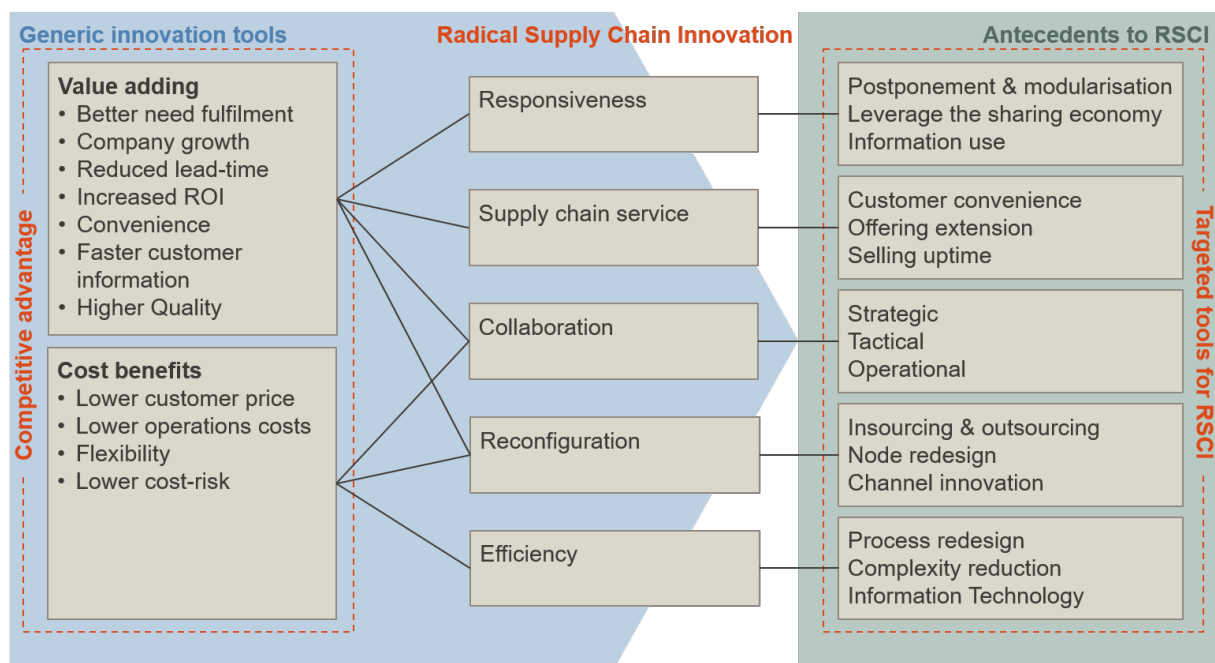 Generic innovation tools
Radical Supply Chain Innovation
Antecedents to RSCI
Competitive advantage
Value adding
• Better need fulfilment
• Company growth
• Reduced lead-time
• Increased ROI
• Convenience
• Faster customer
information
• Higher Quality
Cost benefits
• Lower customer price
• Lower operations costs
• Flexibility
• Lower cost-risk
Responsiveness
Supply chain service
Collaboration
Reconfiguration
Efficiency
Postponement & modularisation
Leverage the sharing economy
Information use
Customer convenience
Offering extension
Selling uptime
Strategic
Tactical
Operational
Insourcing & outsourcing
Node redesign
Channel innovation
Process redesign
Complexity reduction
Information Technology
Targeted tools for RSCI